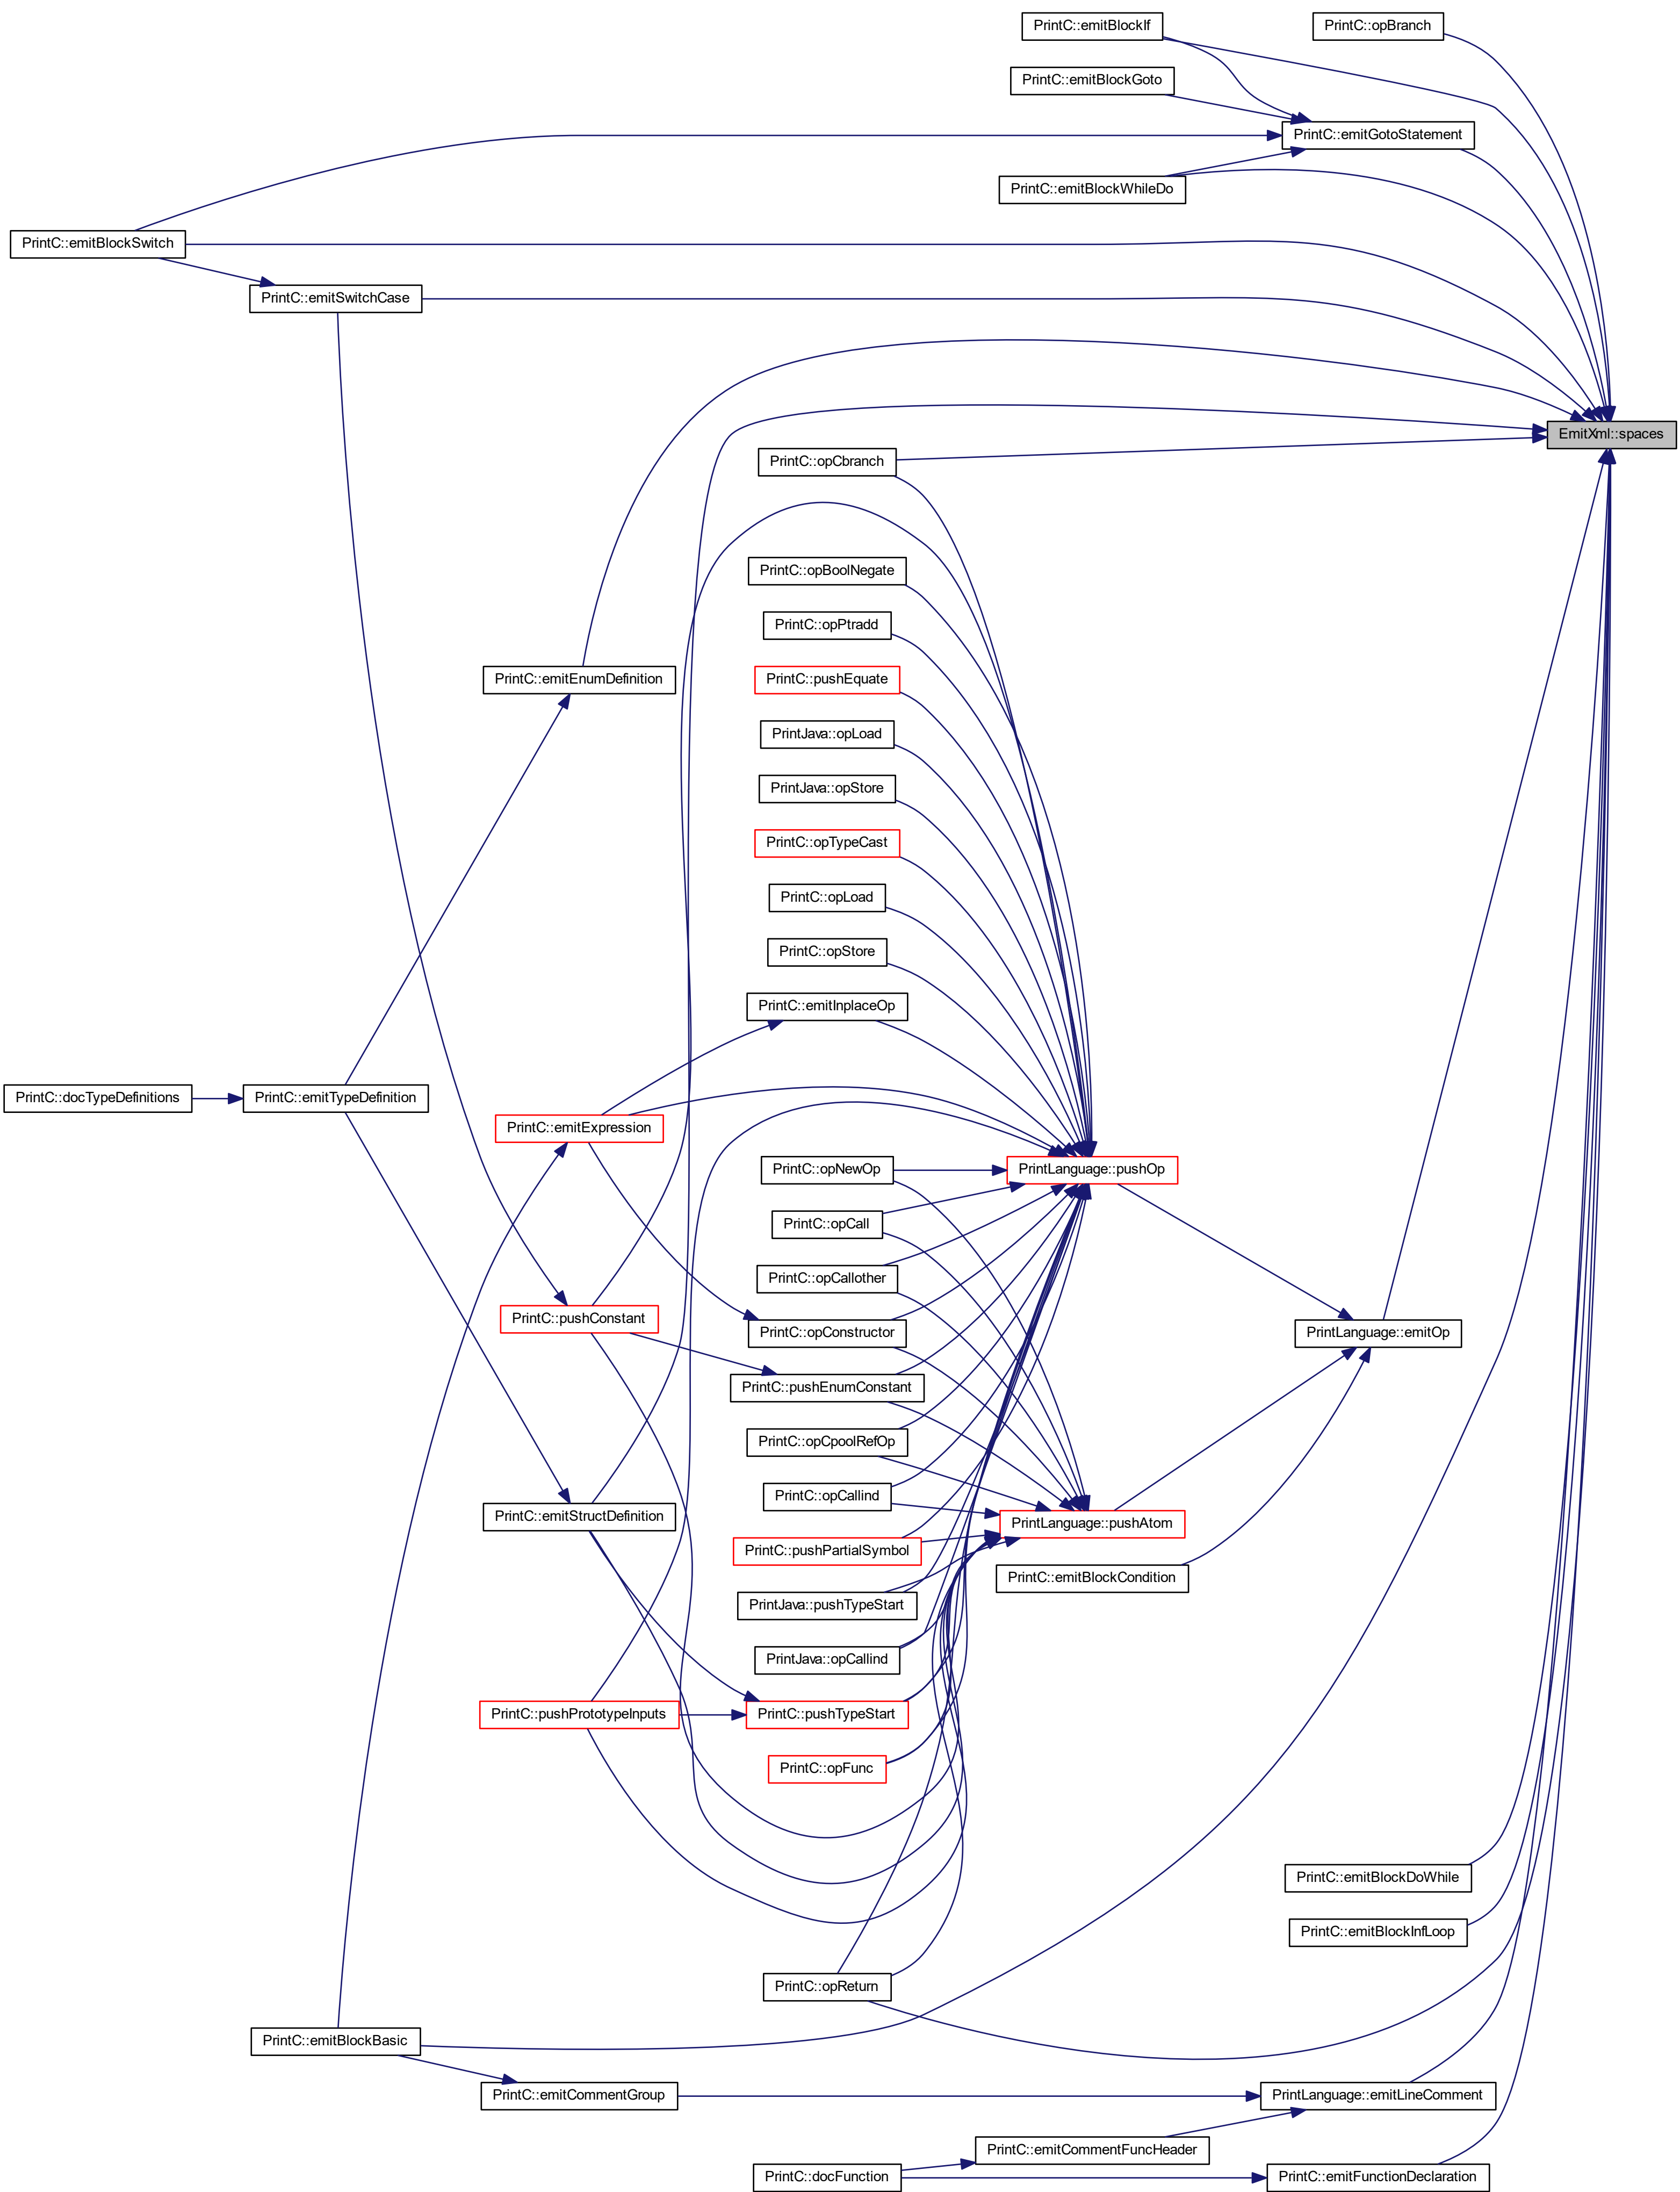 PrintC::emitBlockIf
PrintC::opBranch
PrintC::emitBlockGoto
PrintC::emitGotoStatement
PrintC::emitBlockWhileDo
PrintC::emitBlockSwitch
PrintC::emitSwitchCase
EmitXml::spaces
PrintC::opCbranch
PrintC::opBoolNegate
PrintC::opPtradd
PrintC::pushEquate
PrintC::emitEnumDefinition
PrintJava::opLoad
PrintJava::opStore
PrintC::opTypeCast
PrintC::opLoad
PrintC::opStore
PrintC::emitInplaceOp
PrintC::docTypeDefinitions
PrintC::emitTypeDefinition
PrintC::emitExpression
PrintC::opNewOp
PrintLanguage::pushOp
PrintC::opCall
PrintC::opCallother
PrintC::pushConstant
PrintC::opConstructor
PrintLanguage::emitOp
PrintC::pushEnumConstant
PrintC::opCpoolRefOp
PrintC::opCallind
PrintC::emitStructDefinition
PrintLanguage::pushAtom
PrintC::pushPartialSymbol
PrintC::emitBlockCondition
PrintJava::pushTypeStart
PrintJava::opCallind
PrintC::pushPrototypeInputs
PrintC::pushTypeStart
PrintC::opFunc
PrintC::emitBlockDoWhile
PrintC::emitBlockInfLoop
PrintC::opReturn
PrintC::emitBlockBasic
PrintC::emitCommentGroup
PrintLanguage::emitLineComment
PrintC::emitCommentFuncHeader
PrintC::docFunction
PrintC::emitFunctionDeclaration